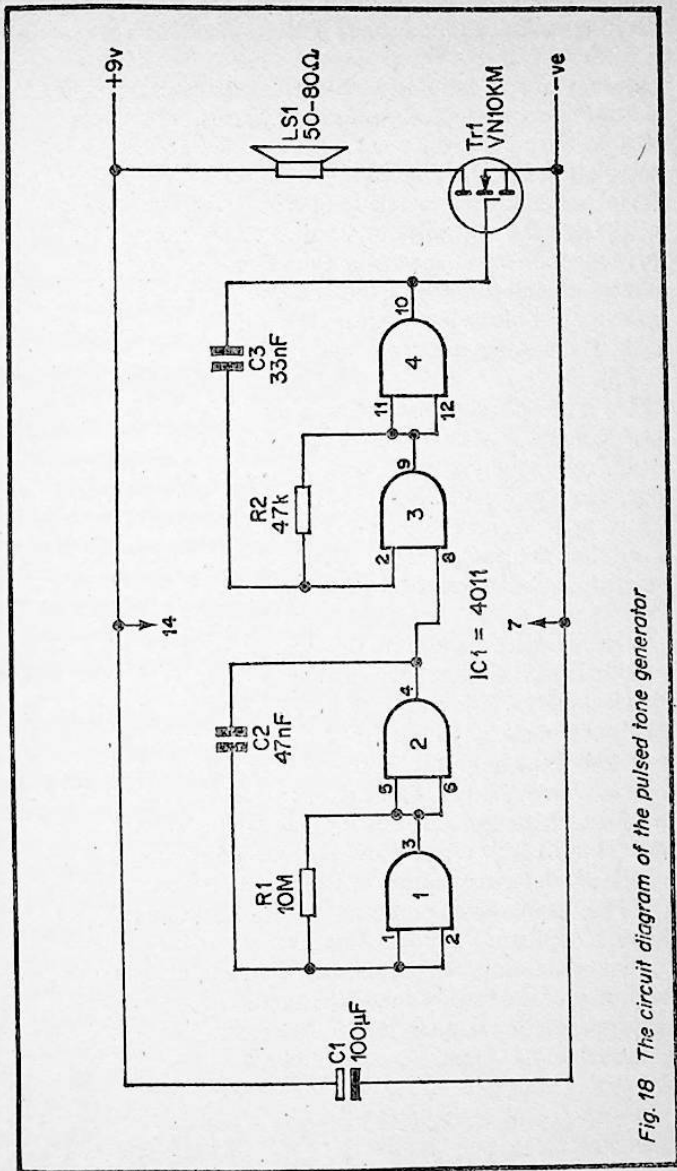 +9v
LS1
50-80Ω
Tr1
VN10KM
-ve
C3
33nF
R2
47k
2
8
3
9
11
12
4
10
14
7
IC1 = 4011
C2
47nF
R1
10M
1
2
1
3
5
6
2
4
C1
100µF
Fig. 18 The circuit diagram of the pulsed tone generator